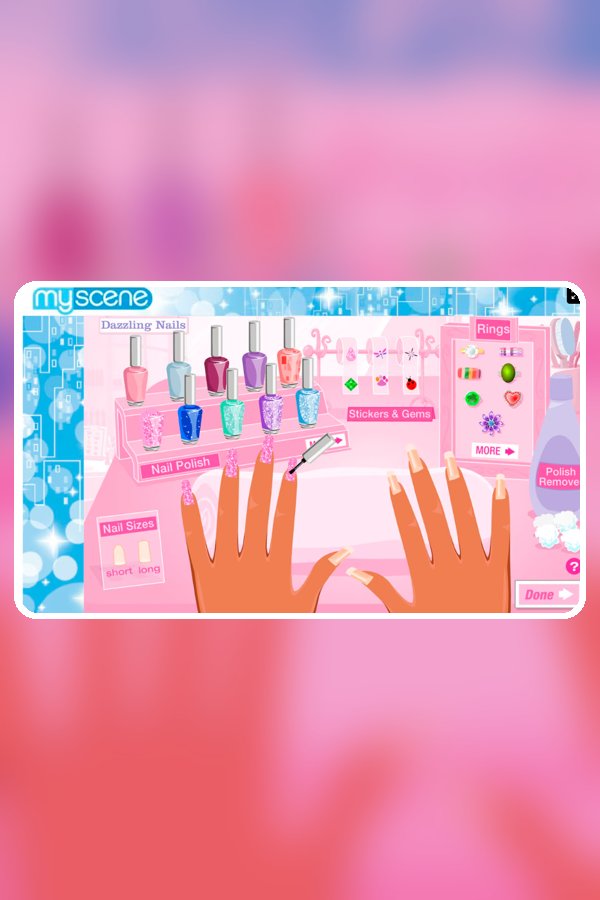 myscene
Dazzling Nails
Rings
Stickers & Gems
MORE
Nail Polish
Polish
Remove
Nail Sizes
short long
?
Done